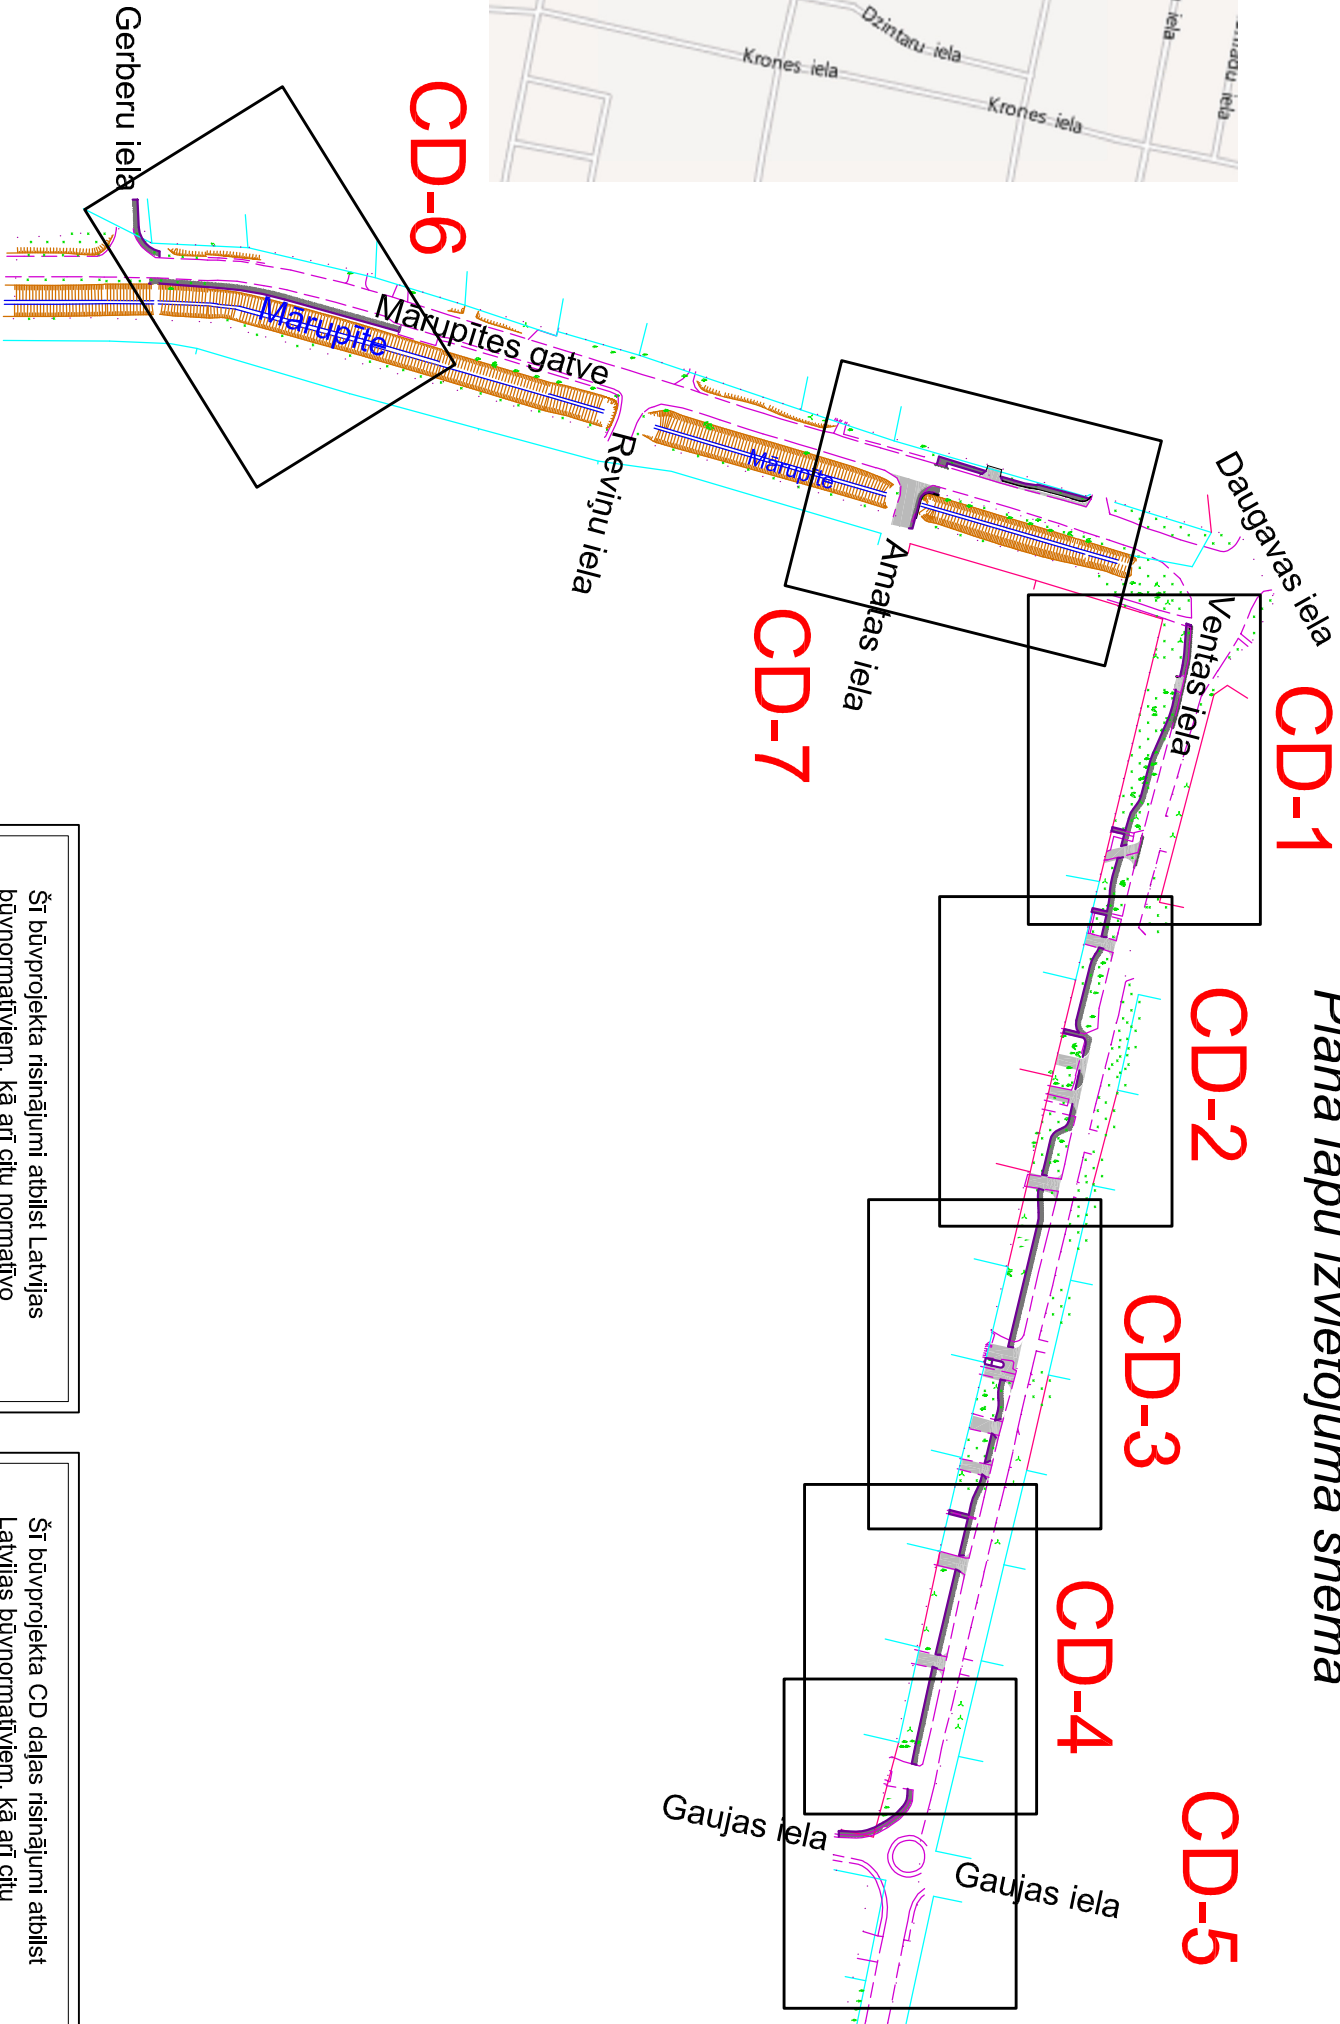 Plāna lapu izvietojuma shēma
Dzintaru iela
Krones iela
Krones iela
iela
iela
Gerberu iela
CD-6
Mārupīte
Mārupītes gatve
Reviņu iela
Mārupīte
Amatas iela
CD-7
Daugavas iela
Ventas iela
CD-1
CD-2
CD-3
CD-4
CD-5
Gaujas iela
Gaujas iela
Šī būvprojekta risinājumi atbilst Latvijas
būvnormatīviem, kā arī citu normatīvo
Šī būvprojekta CD daļas risinājumi atbilst
Latvijas būvnormatīviem, kā arī citu